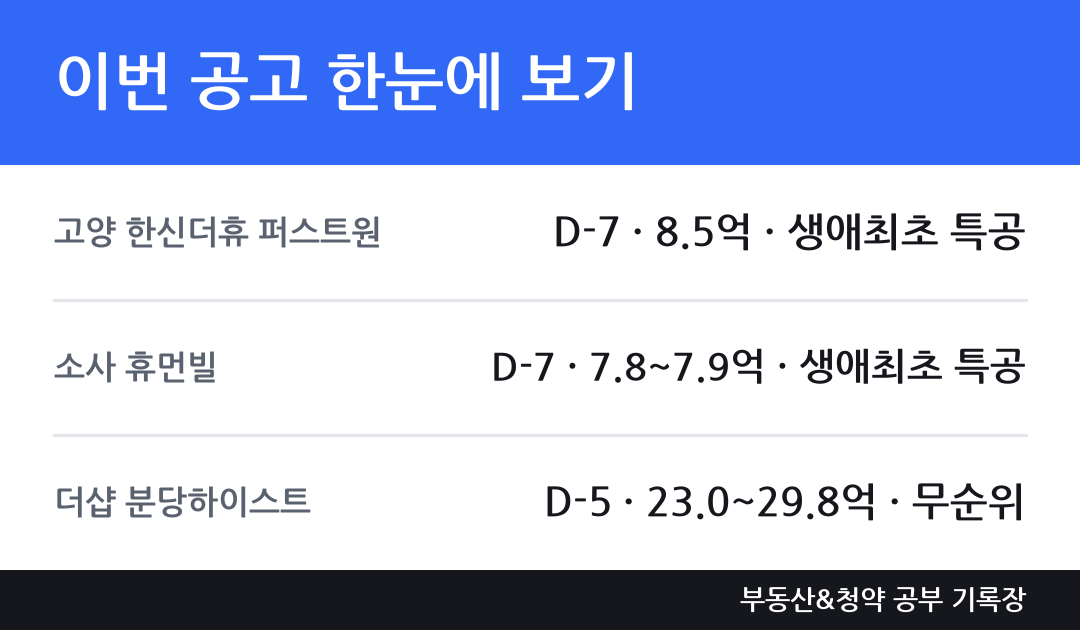 이번 공고 한눈에 보기
고양 한신더휴 퍼스트원 D-7 · 8.5억 · 생애최초 특공
소사 휴먼빌 D-7 · 7.8~7.9억 · 생애최초 특공
더샵 분당하이스트 D-5 · 23.0~29.8억 · 무순위
부동산&청약 공부 기록장